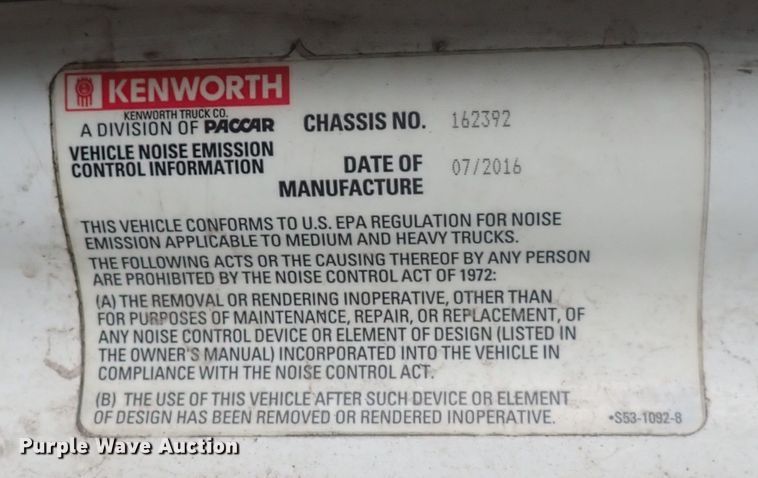 KENWORTH
KENWORTH TRUCK CO.
A DIVISION OF PACCAR
VEHICLE NOISE EMISSION
CONTROL INFORMATION
CHASSIS NO. 162392
DATE OF
MANUFACTURE 07/2016
THIS VEHICLE CONFORMS TO U.S. EPA REGULATION FOR NOISE
EMISSION APPLICABLE TO MEDIUM AND HEAVY TRUCKS.
THE FOLLOWING ACTS OR THE CAUSING THEREOF BY ANY PERSON
ARE PROHIBITED BY THE NOISE CONTROL ACT OF 1972:
(A) THE REMOVAL OR RENDERING INOPERATIVE, OTHER THAN
FOR PURPOSES OF MAINTENANCE, REPAIR, OR REPLACEMENT, OF
ANY NOISE CONTROL DEVICE OR ELEMENT OF DESIGN (LISTED IN
THE OWNER'S MANUAL) INCORPORATED INTO THE VEHICLE IN
COMPLIANCE WITH THE NOISE CONTROL ACT.
(B) THE USE OF THIS VEHICLE AFTER SUCH DEVICE OR ELEMENT
OF DESIGN HAS BEEN REMOVED OR RENDERED INOPERATIVE.
•S53-1092-8
Purple Wave Auction